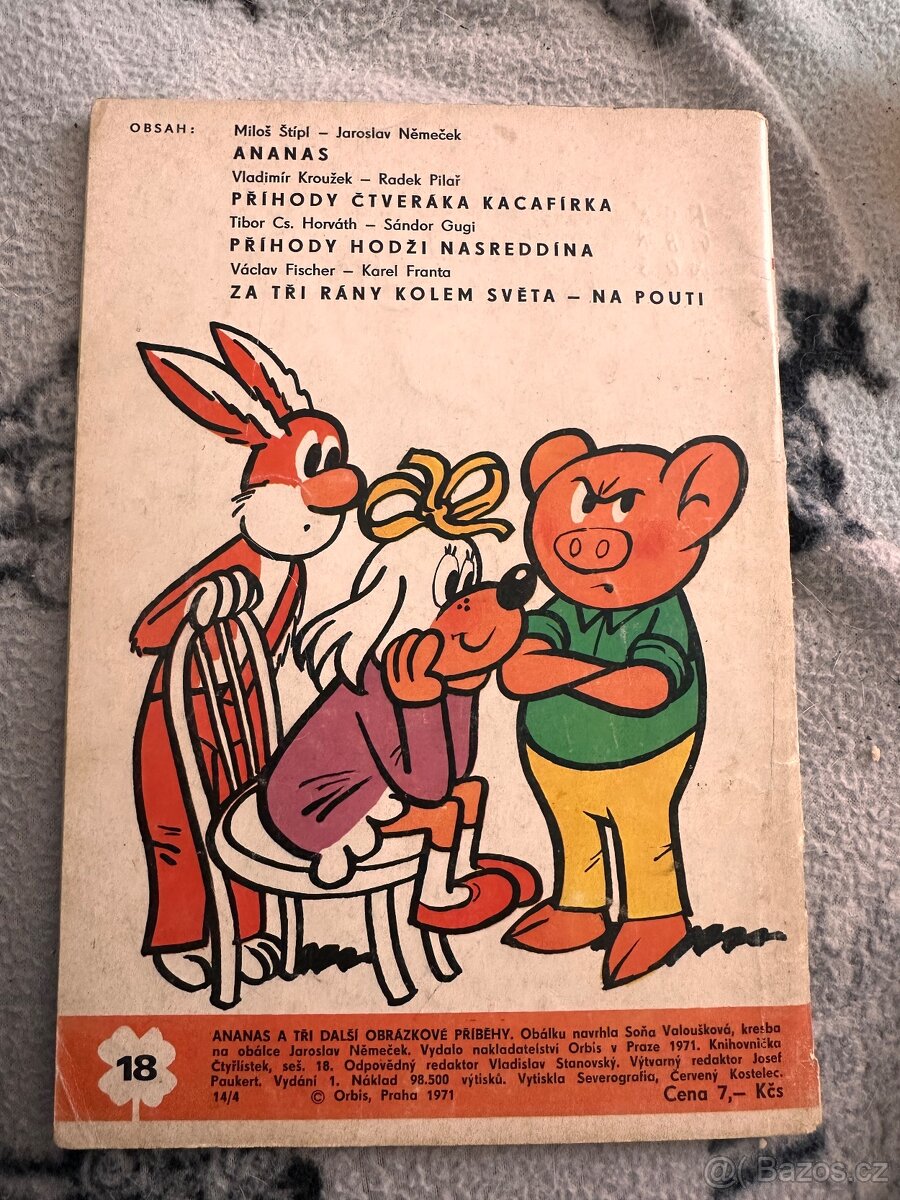 OBSAH: Miloš Štípl – Jaroslav Němeček
ANANAS
Vladimír Kroužek – Radek Pilař
PŘÍHODY ČTVERÁKA KACAFÍRKA
Tibor Cs. Horváth – Sándor Gugi
PŘÍHODY HODŽI NASREDDÍNA
Václav Fischer – Karel Franta
ZA TŘI RÁNY KOLEM SVĚTA – NA POUTI
18
ANANAS A TŘI DALŠÍ OBRÁZKOVÉ PŘÍBĚHY. Obálku navrhla Soňa Valoušková, kresba
na obálce Jaroslav Němeček. Vydalo nakladatelství Orbis v Praze 1971. Knihovnička
Čtyřlístek, seš. 18. Odpovědný redaktor Vladislav Stanovský. Výtvarný redaktor Josef
Paukert. Vydání 1. Náklad 98.500 výtisků. Vytiskla Severografia, Červený Kostelec.
14/4 © Orbis, Praha 1971 Cena 7,– Kčs
@ Bazos.cz